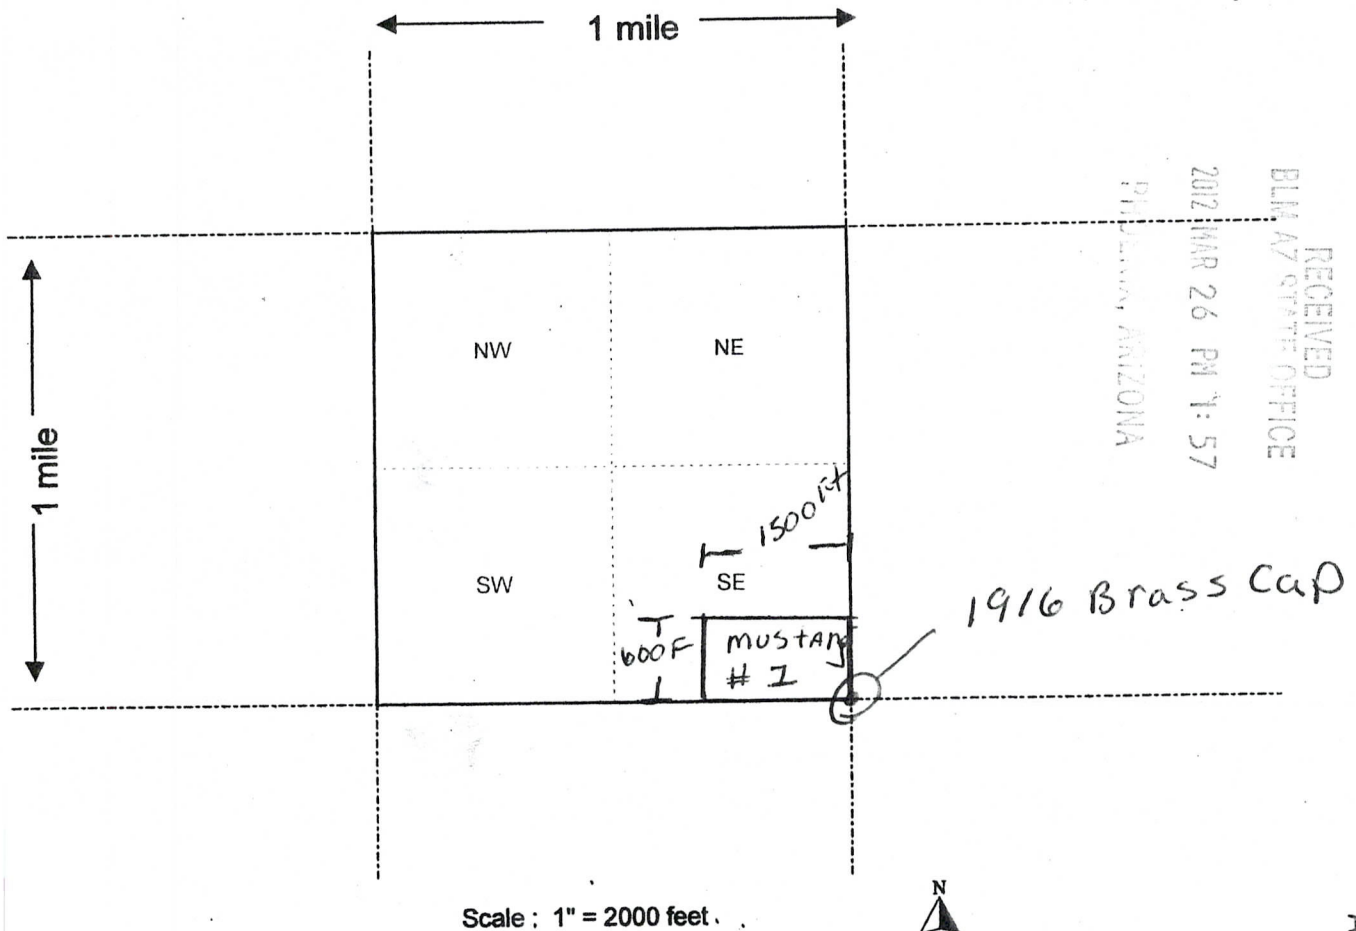 1 mile
RECEIVED
BLM AZ STATE OFFICE
2012 MAR 26 PM 1:57
ARIZONA
1 mile
NW
NE
1500 Ft
SW
SE
600F
MUSTANg
# 1
1916 Brass Cap
Scale : 1" = 2000 feet
N